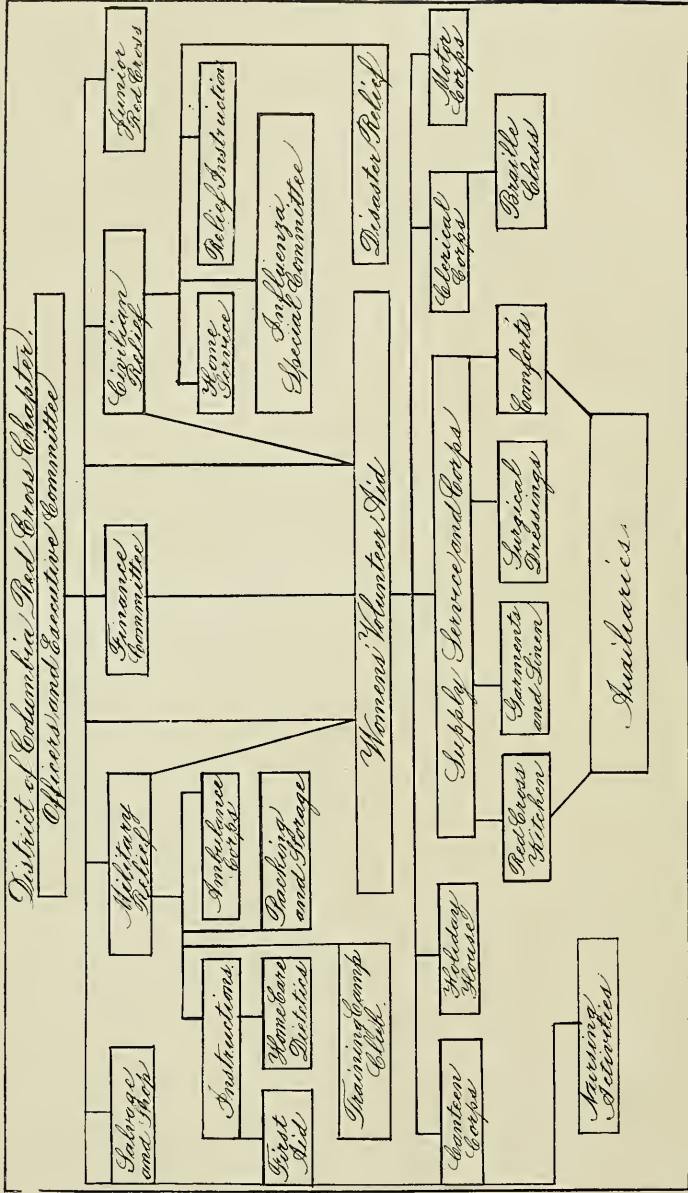 District of Columbia Red Cross Chapter.
Officers and Executive Committee
Salvage
and Shop
Military
Relief
Finance
Committee
Civilian
Relief
Junior
Red Cross
Instructions
Ambulance
Corps
Home
Service
Relief Instruction
First
Aid
Home Care
Dietetics
Packing
and Storage
Influenza
Special Committee
Training Camp
Club
Womens' Volunteer Aid
Disaster Relief
Canteen
Corps
Holiday
House
Supply Service and Corps
Clerical
Corps
Motor
Corps
Red Cross
Kitchen
Garments
and Linen
Surgical
Dressings
Comforts
Braille
Class
Nursing
Activities
Auxiliaries